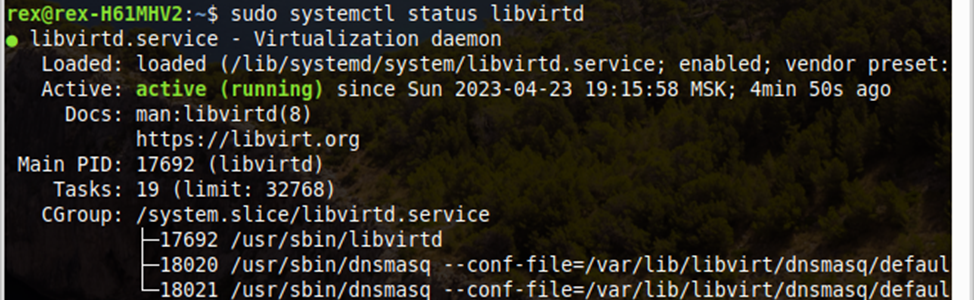 rex@rex-H61MHV2:~$ sudo systemctl status libvirtd
● libvirtd.service - Virtualization daemon
Loaded: loaded (/lib/systemd/system/libvirtd.service; enabled; vendor preset:
Active: active (running) since Sun 2023-04-23 19:15:58 MSK; 4min 50s ago
Docs: man:libvirtd(8)
https://libvirt.org
Main PID: 17692 (libvirtd)
Tasks: 19 (limit: 32768)
CGroup: /system.slice/libvirtd.service
├─17692 /usr/sbin/libvirtd
├─18020 /usr/sbin/dnsmasq --conf-file=/var/lib/libvirt/dnsmasq/defaul
└─18021 /usr/sbin/dnsmasq --conf-file=/var/lib/libvirt/dnsmasq/defaul